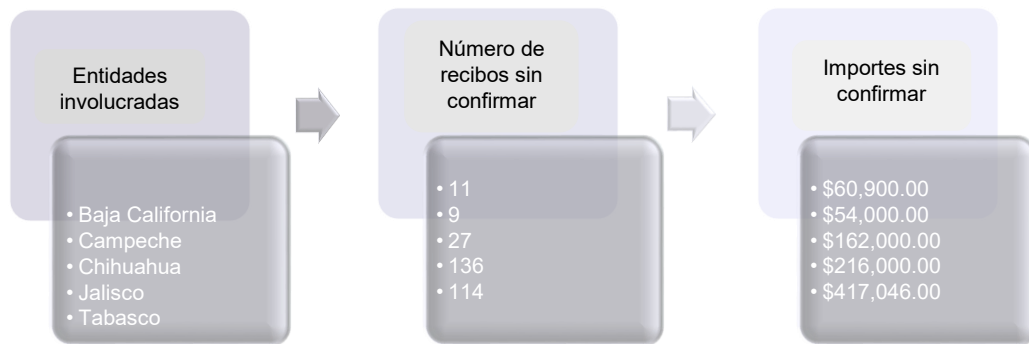 Entidades
involucradas
• Baja California
• Campeche
• Chihuahua
• Jalisco
• Tabasco
Número de
recibos sin
confirmar
• 11
• 9
• 27
• 136
• 114
Importes sin
confirmar
• $60,900.00
• $54,000.00
• $162,000.00
• $216,000.00
• $417,046.00